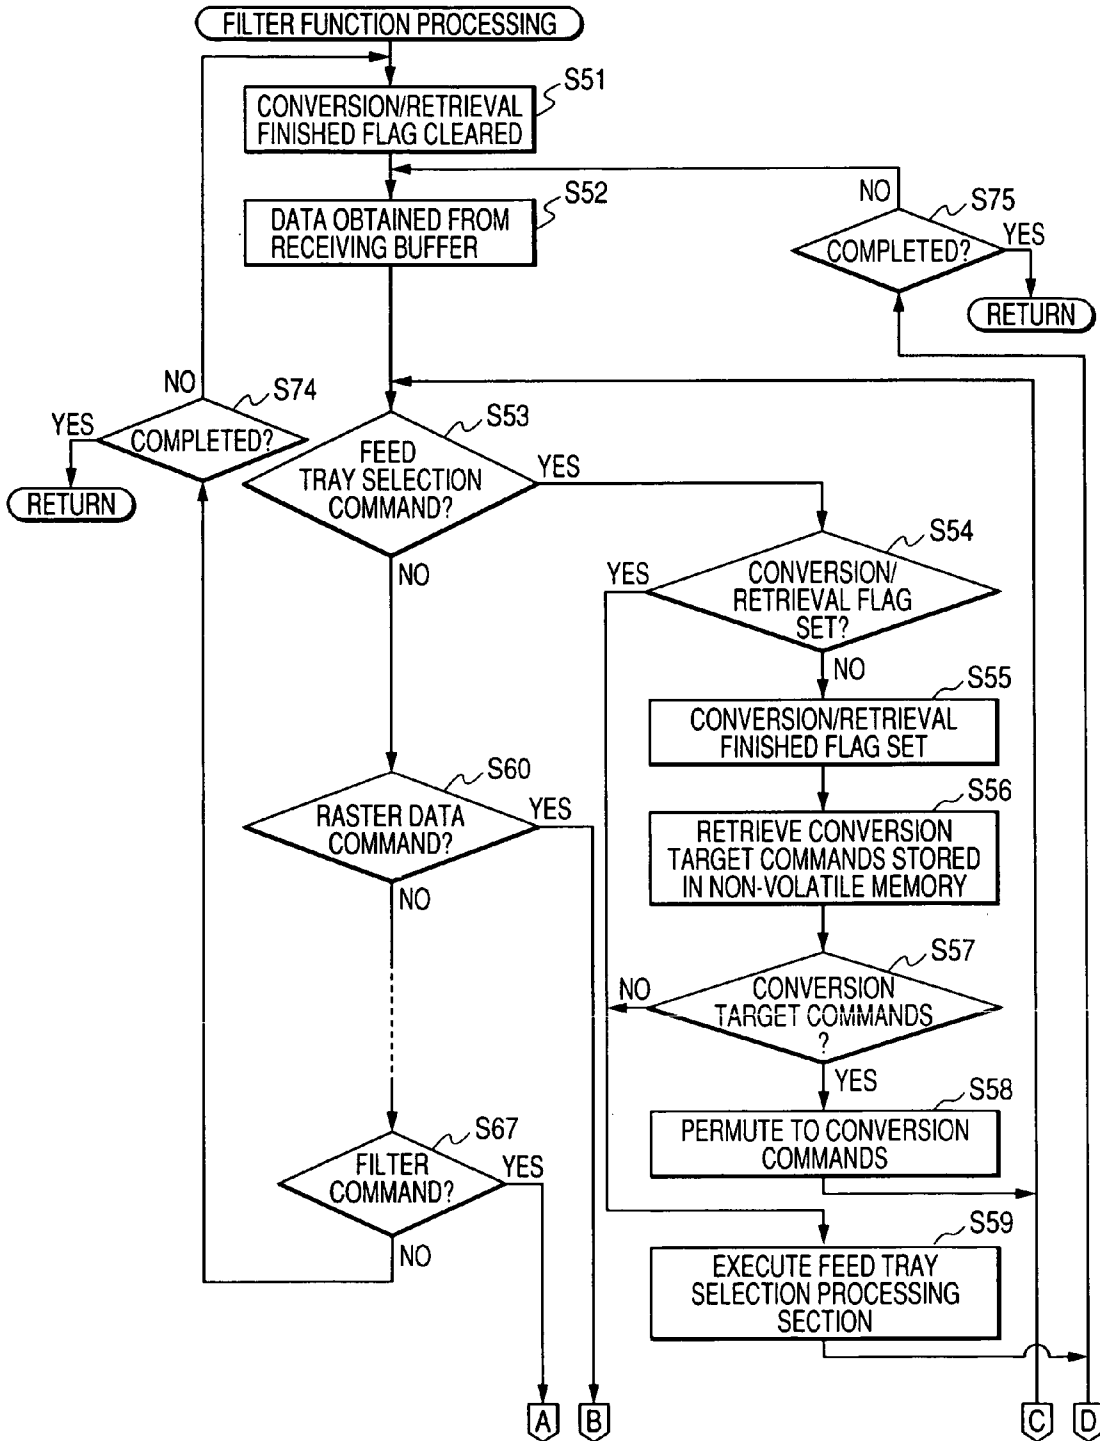 FILTER FUNCTION PROCESSING
S51
CONVERSION/RETRIEVAL
FINISHED FLAG CLEARED
S52
DATA OBTAINED FROM
RECEIVING BUFFER
NO
S75
COMPLETED?
YES
RETURN
NO
S74
YES
COMPLETED?
RETURN
S53
FEED
TRAY SELECTION
COMMAND?
YES
NO
S54
YES
CONVERSION/
RETRIEVAL FLAG
SET?
NO
S55
CONVERSION/RETRIEVAL
FINISHED FLAG SET
S60
RASTER DATA
COMMAND?
YES
NO
S56
RETRIEVE CONVERSION
TARGET COMMANDS STORED
IN NON-VOLATILE MEMORY
S57
NO
CONVERSION
TARGET COMMANDS
?
YES
S58
PERMUTE TO CONVERSION
COMMANDS
S67
FILTER
COMMAND?
YES
NO
S59
EXECUTE FEED TRAY
SELECTION PROCESSING
SECTION
A
B
C
D